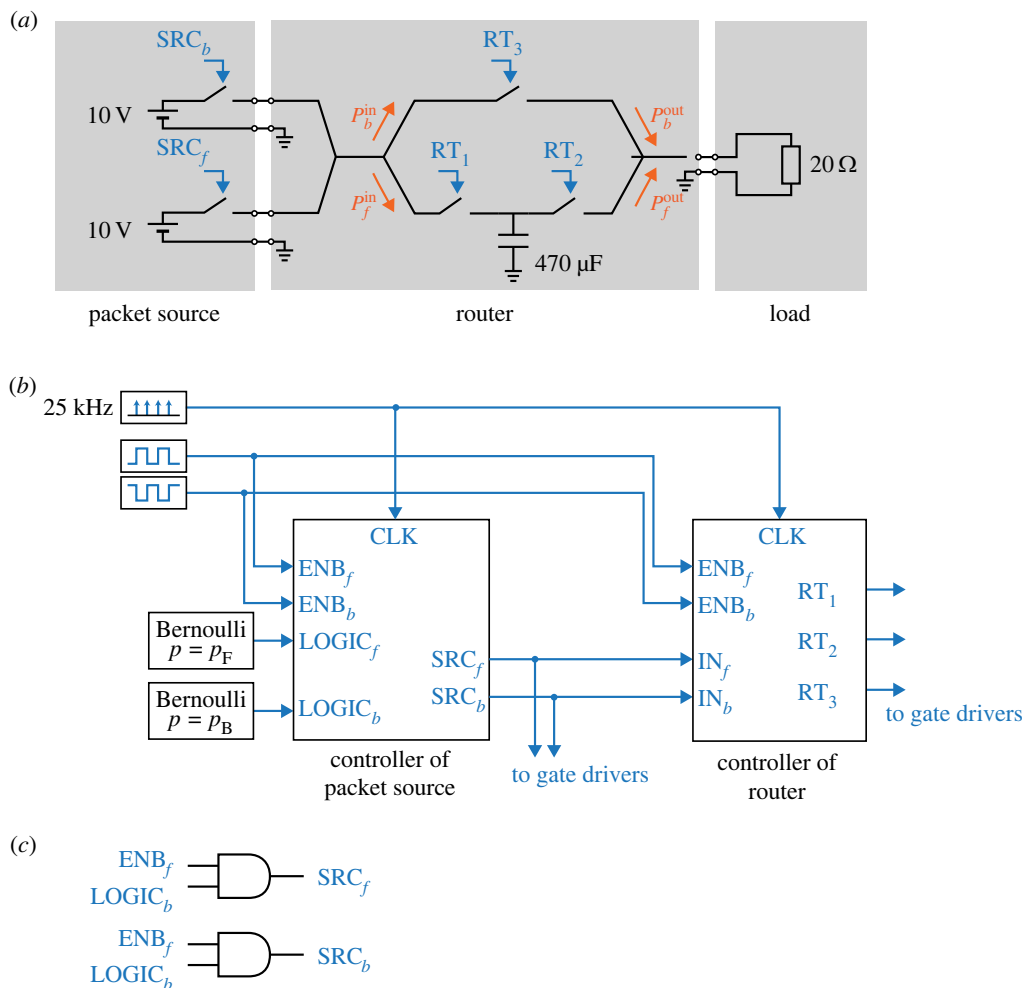 (a)
SRC_b
RT_3
10 V
P_b^in
P_b^out
SRC_f
RT_1
RT_2
20 Ω
P_f^in
P_f^out
10 V
470 µF
packet source
router
load
(b)
25 kHz
CLK
CLK
ENB_f
ENB_f
RT_1
ENB_b
ENB_b
Bernoulli
p = p_F
LOGIC_f
RT_2
SRC_f
IN_f
Bernoulli
p = p_B
LOGIC_b
SRC_b
IN_b
RT_3
to gate drivers
controller of
packet source
to gate drivers
controller of
router
(c)
ENB_f
SRC_f
LOGIC_b
ENB_f
SRC_b
LOGIC_b